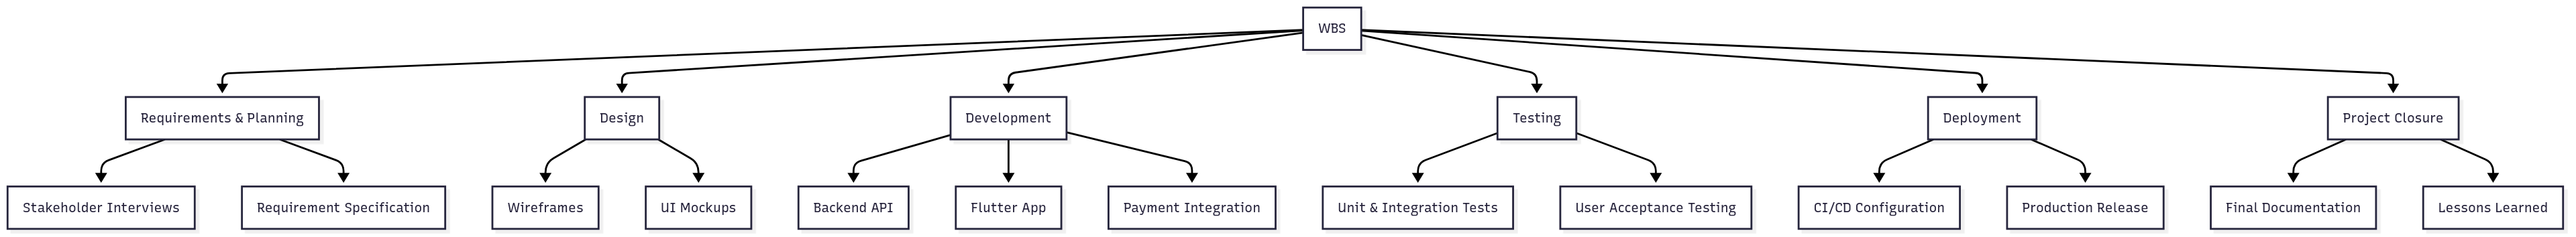 WBS
Requirements & Planning
Design
Development
Testing
Deployment
Project Closure
Stakeholder Interviews
Requirement Specification
Wireframes
UI Mockups
Backend API
Flutter App
Payment Integration
Unit & Integration Tests
User Acceptance Testing
CI/CD Configuration
Production Release
Final Documentation
Lessons Learned